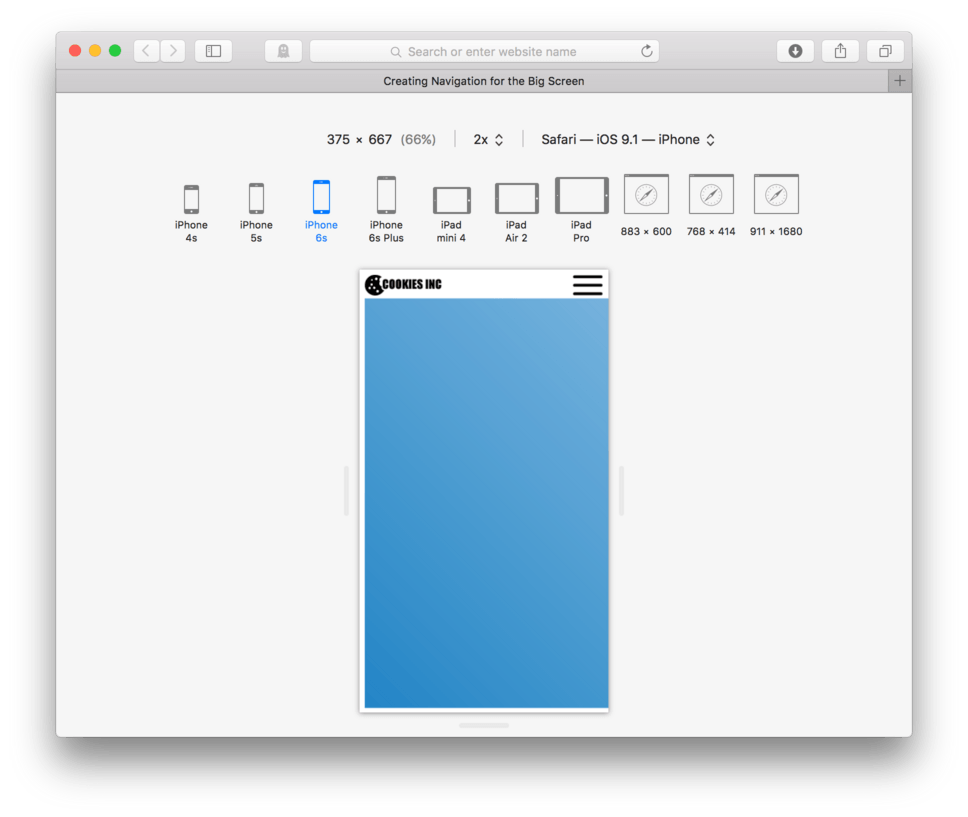 Search or enter website name
Creating Navigation for the Big Screen
375 × 667 (66%) 2x Safari — iOS 9.1 — iPhone
iPhone 4s
iPhone 5s
iPhone 6s
iPhone 6s Plus
iPad mini 4
iPad Air 2
iPad Pro
883 × 600
768 × 414
911 × 1680
COOKIES INC